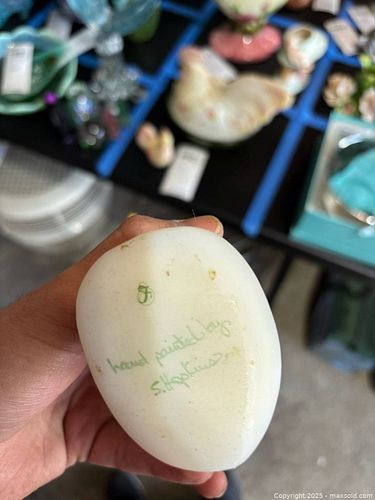 hand painted by
S. Hopkins
Copyright © 2025 - maxsold.com